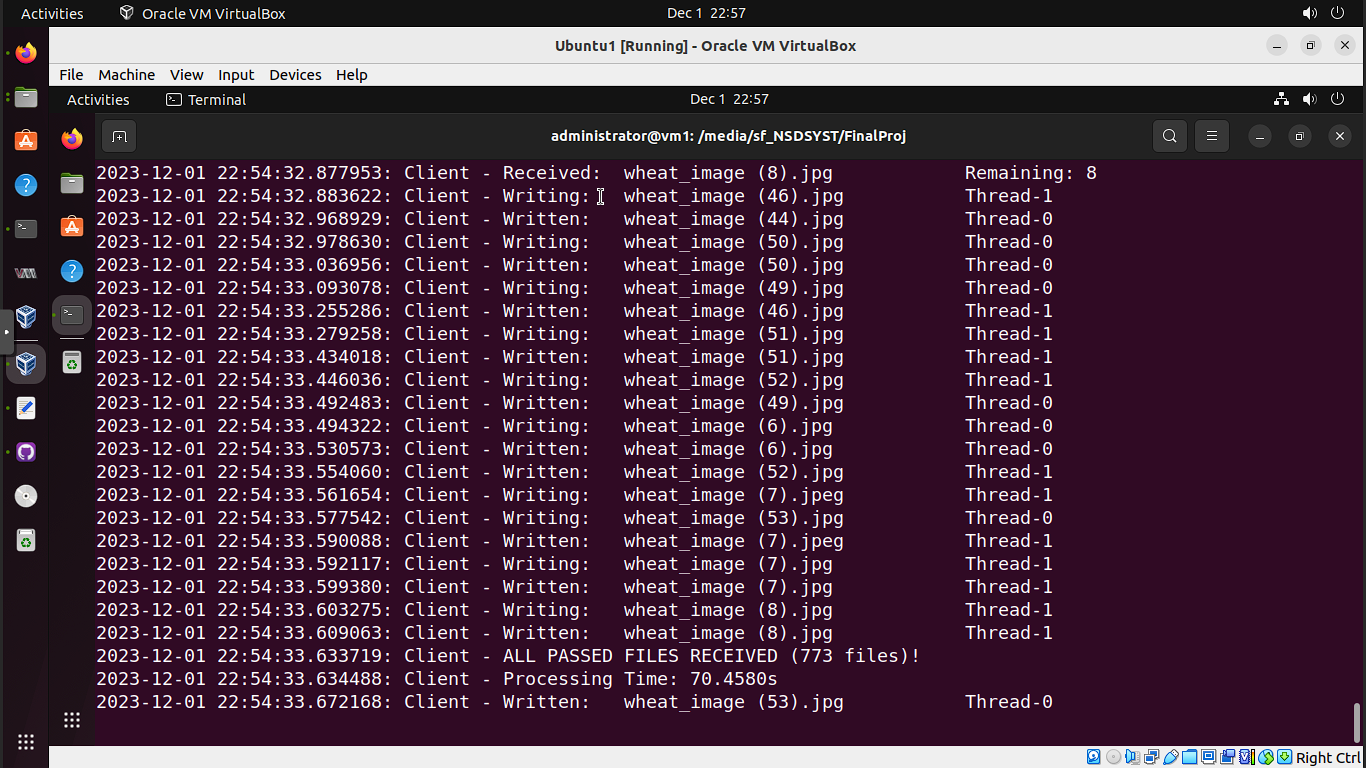 Activities Oracle VM VirtualBox Dec 1 22:57
Ubuntu1 [Running] - Oracle VM VirtualBox
File Machine View Input Devices Help
Activities Terminal Dec 1 22:57
administrator@vm1: /media/sf_NSDSYST/FinalProj
2023-12-01 22:54:32.877953: Client - Received: wheat_image (8).jpg Remaining: 8
2023-12-01 22:54:32.883622: Client - Writing: wheat_image (46).jpg Thread-1
2023-12-01 22:54:32.968929: Client - Written: wheat_image (44).jpg Thread-0
2023-12-01 22:54:32.978630: Client - Writing: wheat_image (50).jpg Thread-0
2023-12-01 22:54:33.036956: Client - Written: wheat_image (50).jpg Thread-0
2023-12-01 22:54:33.093078: Client - Writing: wheat_image (49).jpg Thread-0
2023-12-01 22:54:33.255286: Client - Written: wheat_image (46).jpg Thread-1
2023-12-01 22:54:33.279258: Client - Writing: wheat_image (51).jpg Thread-1
2023-12-01 22:54:33.434018: Client - Written: wheat_image (51).jpg Thread-1
2023-12-01 22:54:33.446036: Client - Writing: wheat_image (52).jpg Thread-1
2023-12-01 22:54:33.492483: Client - Written: wheat_image (49).jpg Thread-0
2023-12-01 22:54:33.494322: Client - Writing: wheat_image (6).jpg Thread-0
2023-12-01 22:54:33.530573: Client - Written: wheat_image (6).jpg Thread-0
2023-12-01 22:54:33.554060: Client - Written: wheat_image (52).jpg Thread-1
2023-12-01 22:54:33.561654: Client - Writing: wheat_image (7).jpeg Thread-1
2023-12-01 22:54:33.577542: Client - Writing: wheat_image (53).jpg Thread-0
2023-12-01 22:54:33.590088: Client - Written: wheat_image (7).jpeg Thread-1
2023-12-01 22:54:33.592117: Client - Writing: wheat_image (7).jpg Thread-1
2023-12-01 22:54:33.599380: Client - Written: wheat_image (7).jpg Thread-1
2023-12-01 22:54:33.603275: Client - Writing: wheat_image (8).jpg Thread-1
2023-12-01 22:54:33.609063: Client - Written: wheat_image (8).jpg Thread-1
2023-12-01 22:54:33.633719: Client - ALL PASSED FILES RECEIVED (773 files)!
2023-12-01 22:54:33.634488: Client - Processing Time: 70.4580s
2023-12-01 22:54:33.672168: Client - Written: wheat_image (53).jpg Thread-0
Right Ctrl